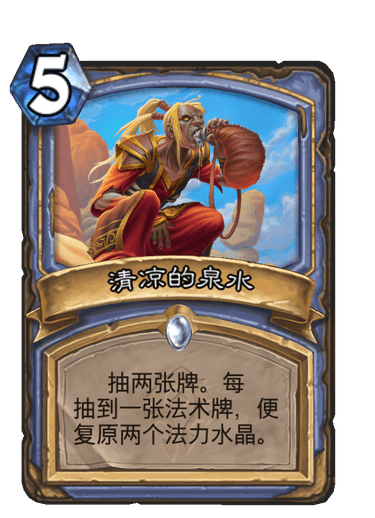 5
清凉的泉水
抽两张牌。每
抽到一张法术牌，便
复原两个法力水晶。